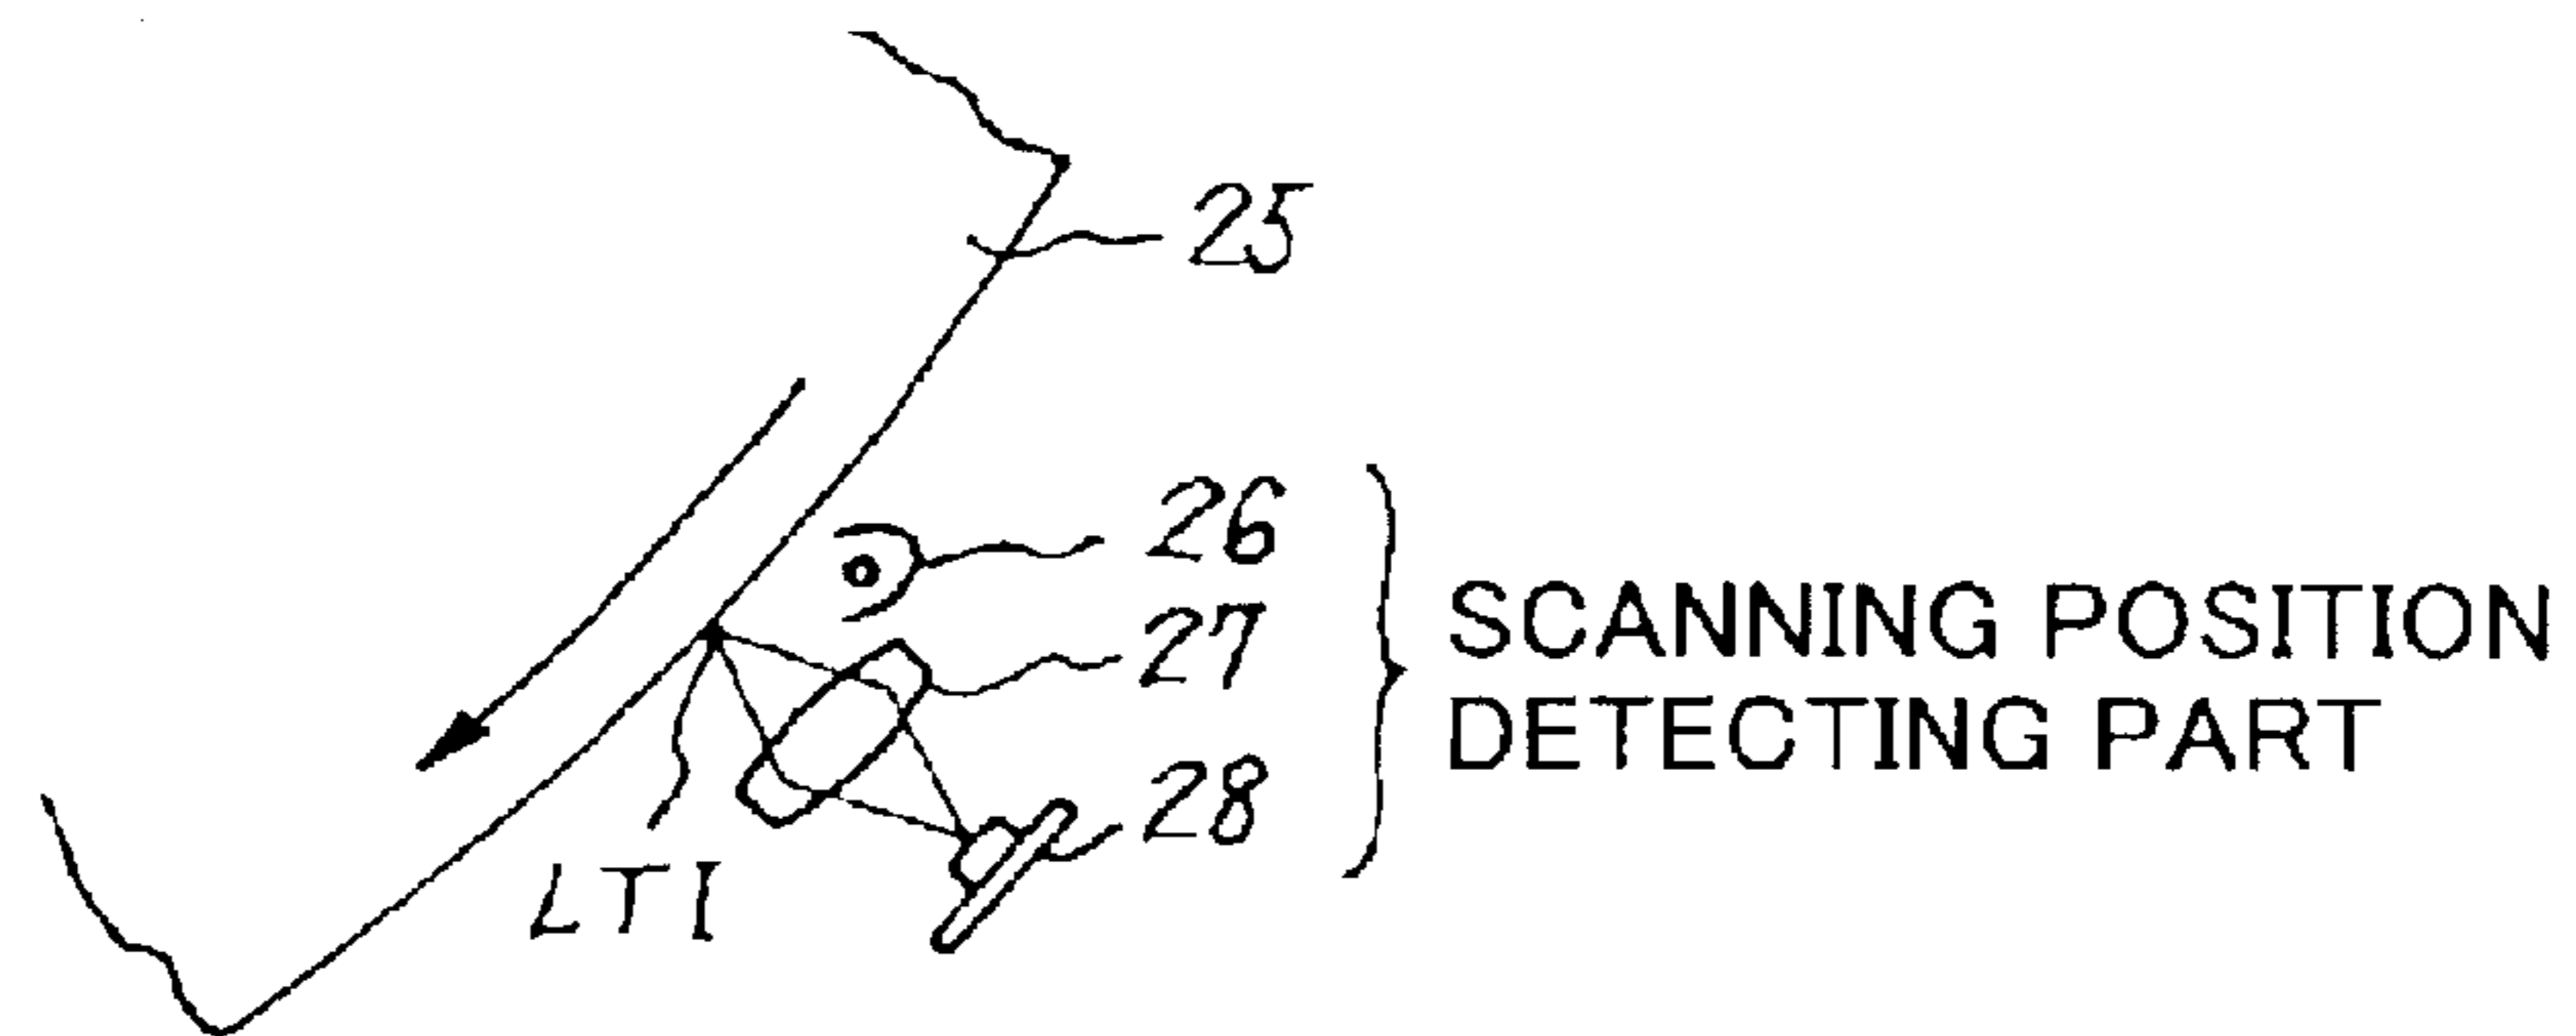 25
26
27
28
SCANNING POSITION
DETECTING PART
LTI